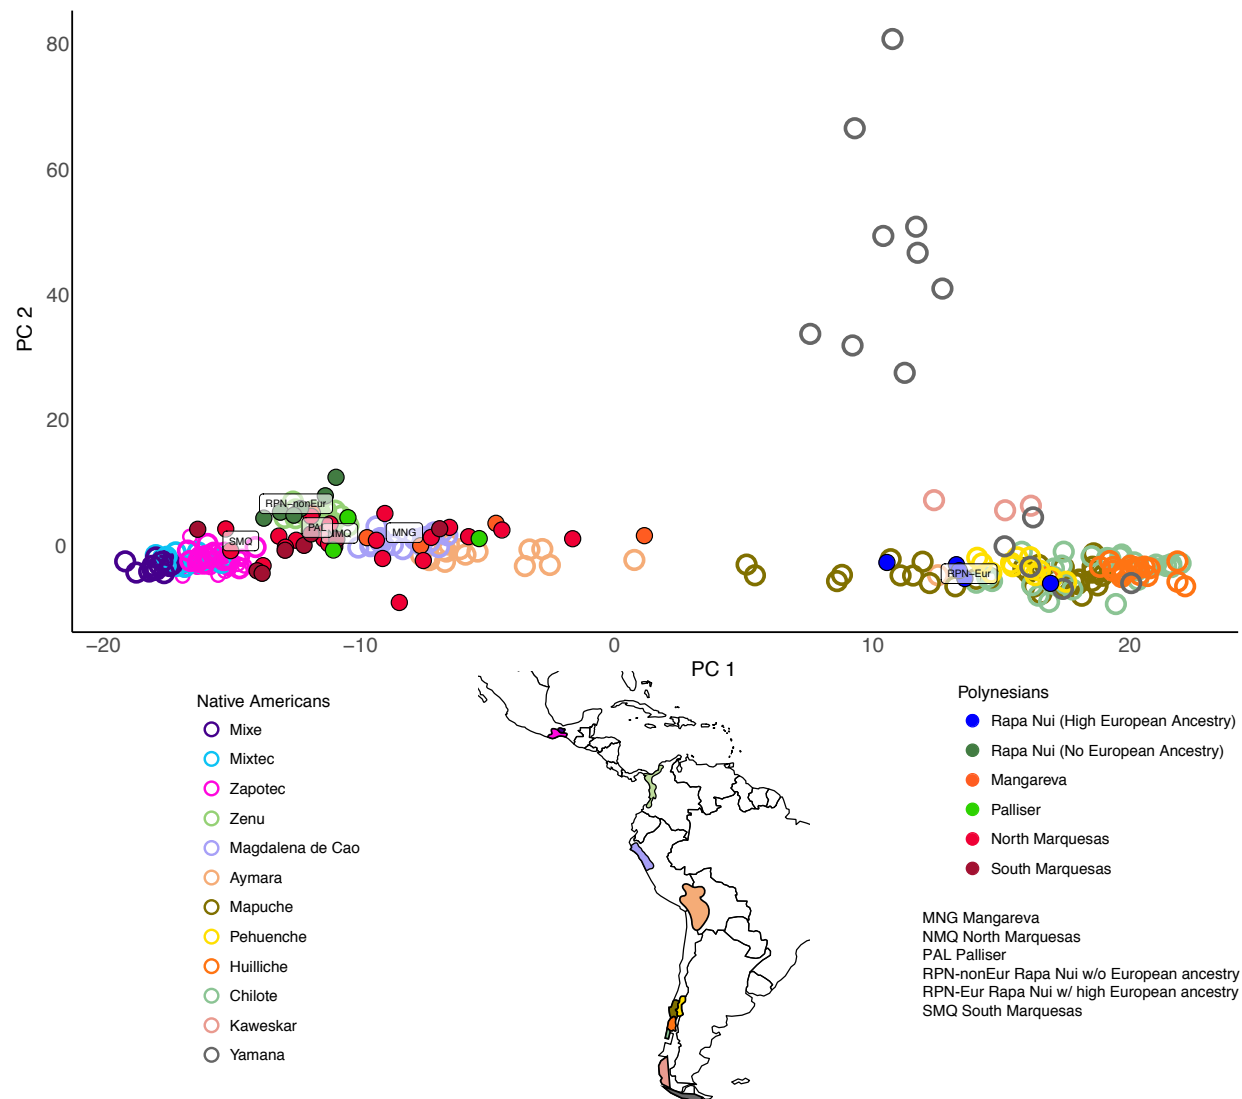 80
60
40
20
0
PC 2
RPN−nonEur
PAL
SMQ
MNG
RPN−Eur
−20
−10
0
10
20
PC 1
Native Americans
Mixe
Mixtec
Zapotec
Zenu
Magdalena de Cao
Aymara
Mapuche
Pehuenche
Huilliche
Chilote
Kaweskar
Yamana
Polynesians
Rapa Nui (High European Ancestry)
Rapa Nui (No European Ancestry)
Mangareva
Palliser
North Marquesas
South Marquesas
MNG Mangareva
NMQ North Marquesas
PAL Palliser
RPN-nonEur Rapa Nui w/o European ancestry
RPN-Eur Rapa Nui w/ high European ancestry
SMQ South Marquesas